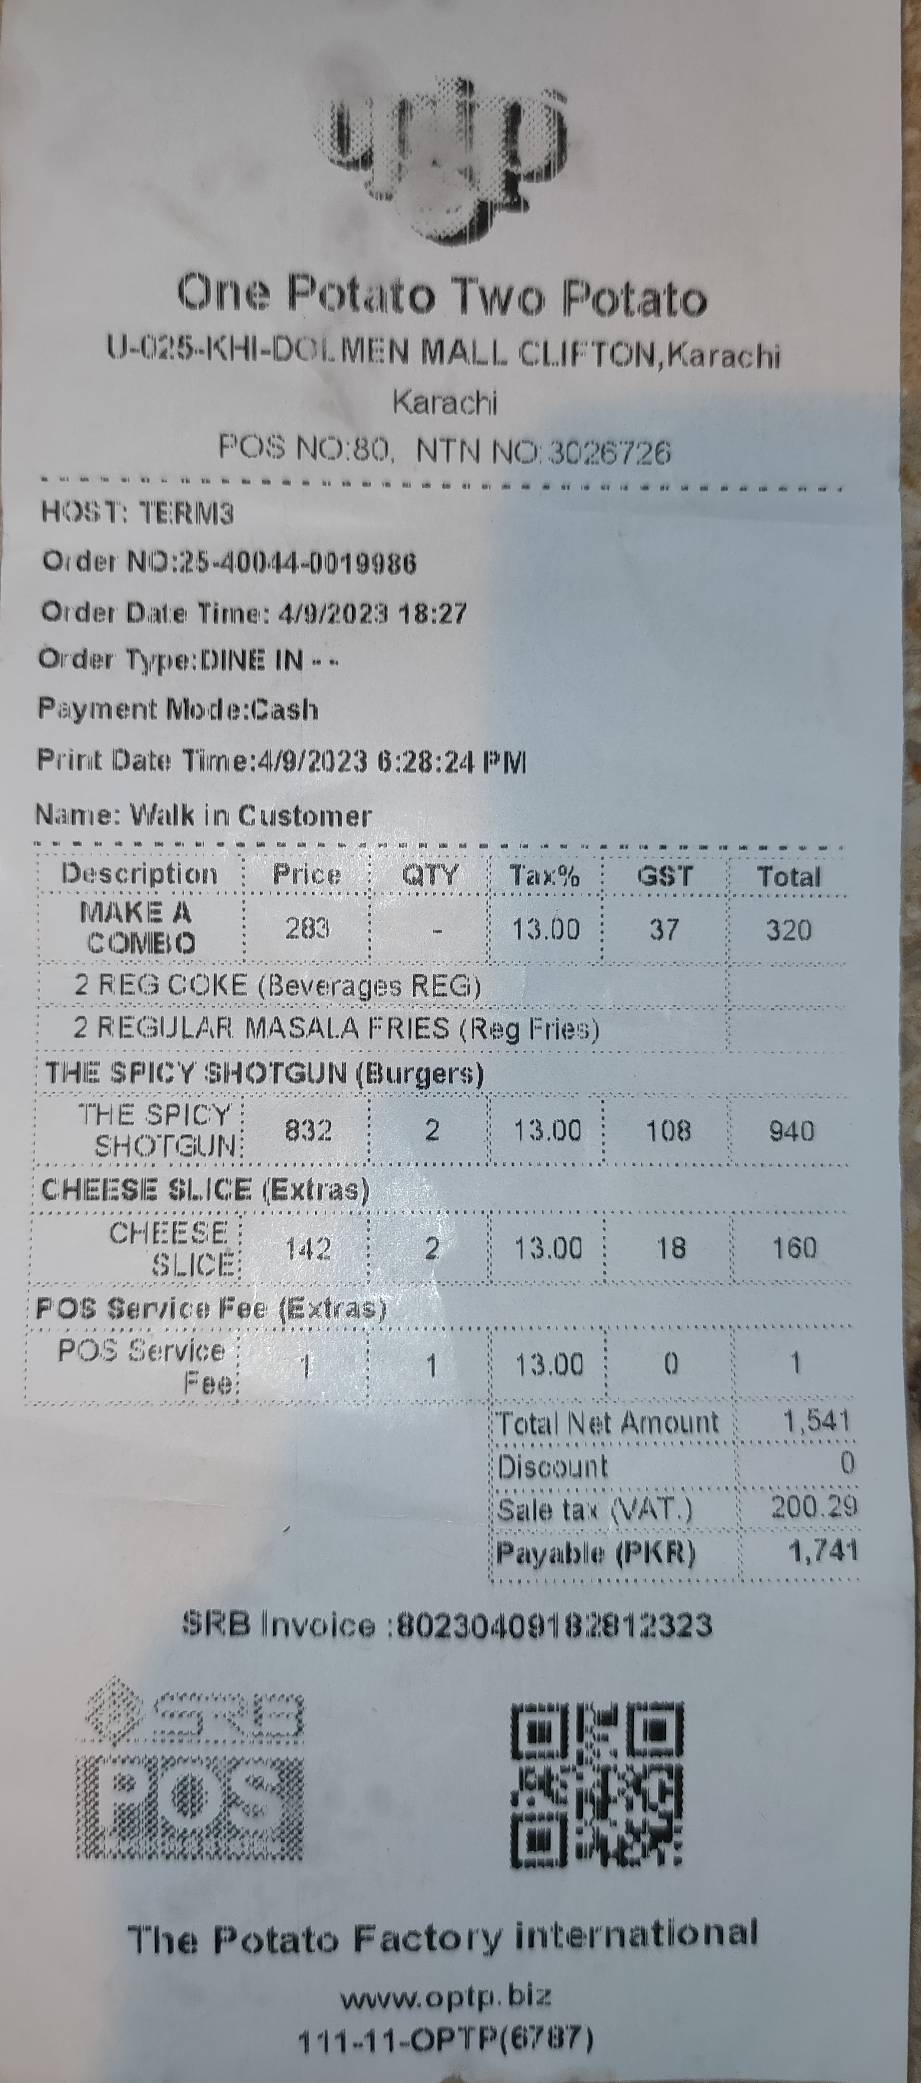 optp
One Potato Two Potato
U-025-KHI-DOLMEN MALL CLIFTON,Karachi
Karachi
POS NO:80, NTN NO:3026726
HOST: TERM3
Order NO:25-40044-0019986
Order Date Time: 4/9/2023 18:27
Order Type:DINE IN - -
Payment Mode:Cash
Print Date Time:4/9/2023 6:28:24 PM
Name: Walk in Customer
Description Price QTY Tax% GST Total
MAKE A
COMBO 283 - 13.00 37 320
2 REG COKE (Beverages REG)
2 REGULAR MASALA FRIES (Reg Fries)
THE SPICY SHOTGUN (Burgers)
THE SPICY
SHOTGUN: 832 2 13.00 108 940
CHEESE SLICE (Extras)
CHEESE
SLICE: 142 2 13.00 18 160
POS Service Fee (Extras)
POS Service
Fee: 1 1 13.00 0 1
Total Net Amount 1,541
Discount 0
Sale tax (VAT.) 200.29
Payable (PKR) 1,741
SRB Invoice :80230409182812323
SRB
POS
The Potato Factory international
www.optp.biz
111-11-OPTP(6787)